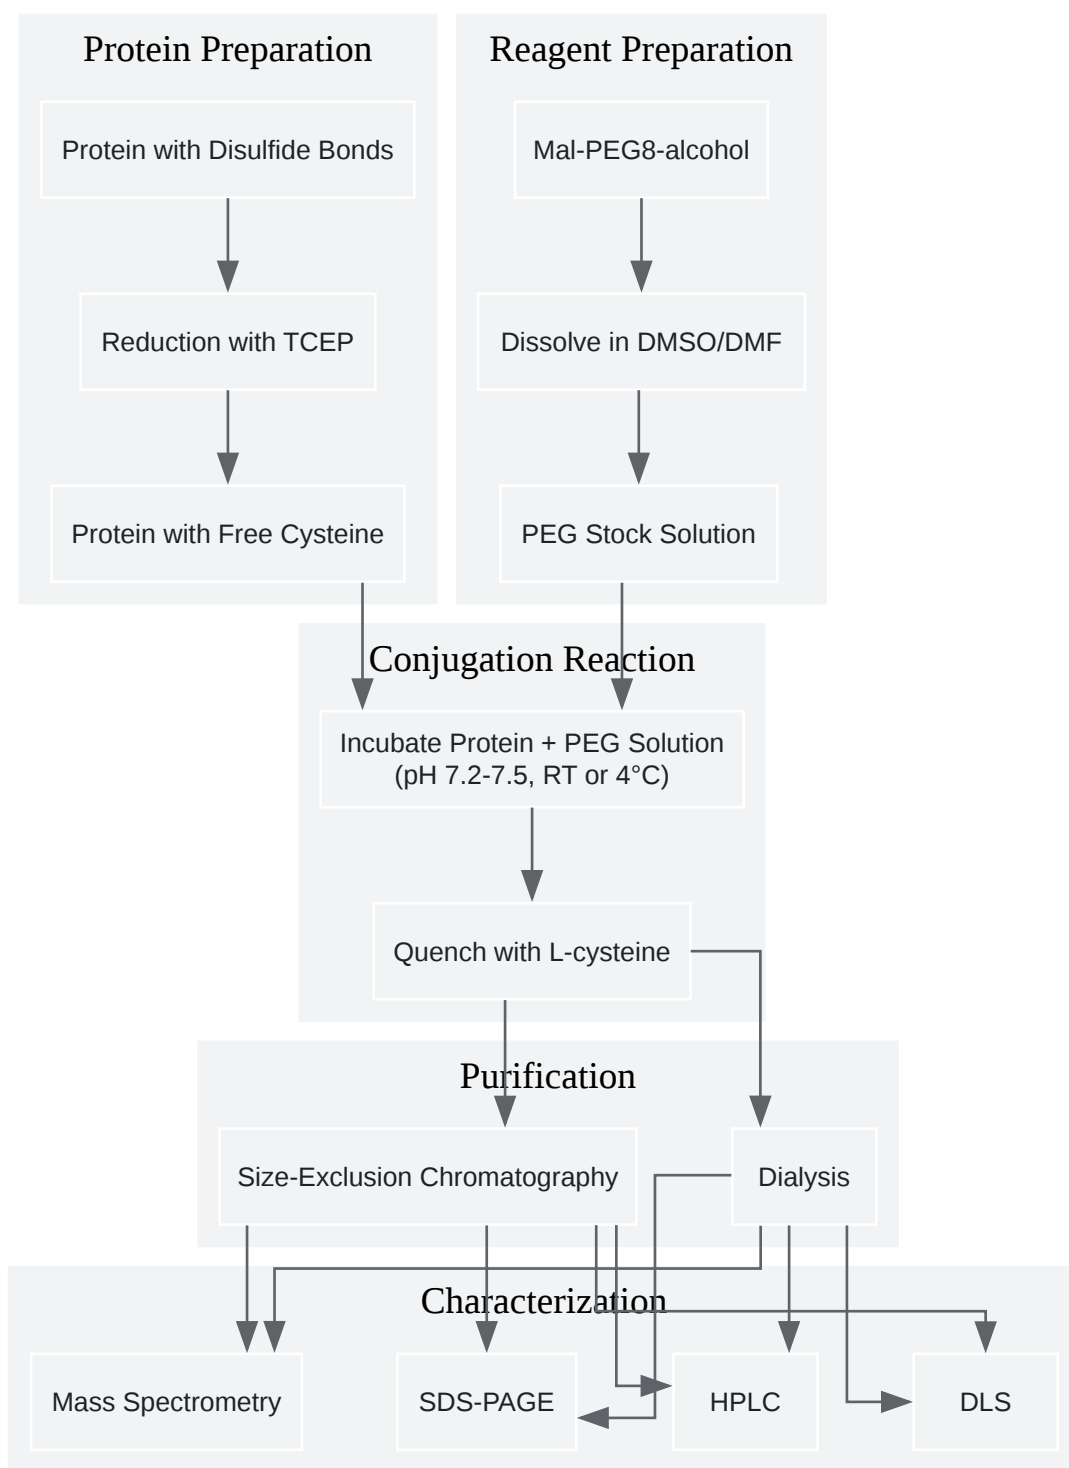 Protein Preparation
Protein with Disulfide Bonds
Reduction with TCEP
Protein with Free Cysteine
Reagent Preparation
Mal-PEG8-alcohol
Dissolve in DMSO/DMF
PEG Stock Solution
Conjugation Reaction
Incubate Protein + PEG Solution
(pH 7.2-7.5, RT or 4°C)
Quench with L-cysteine
Purification
Size-Exclusion Chromatography
Dialysis
Characterization
Mass Spectrometry
SDS-PAGE
HPLC
DLS